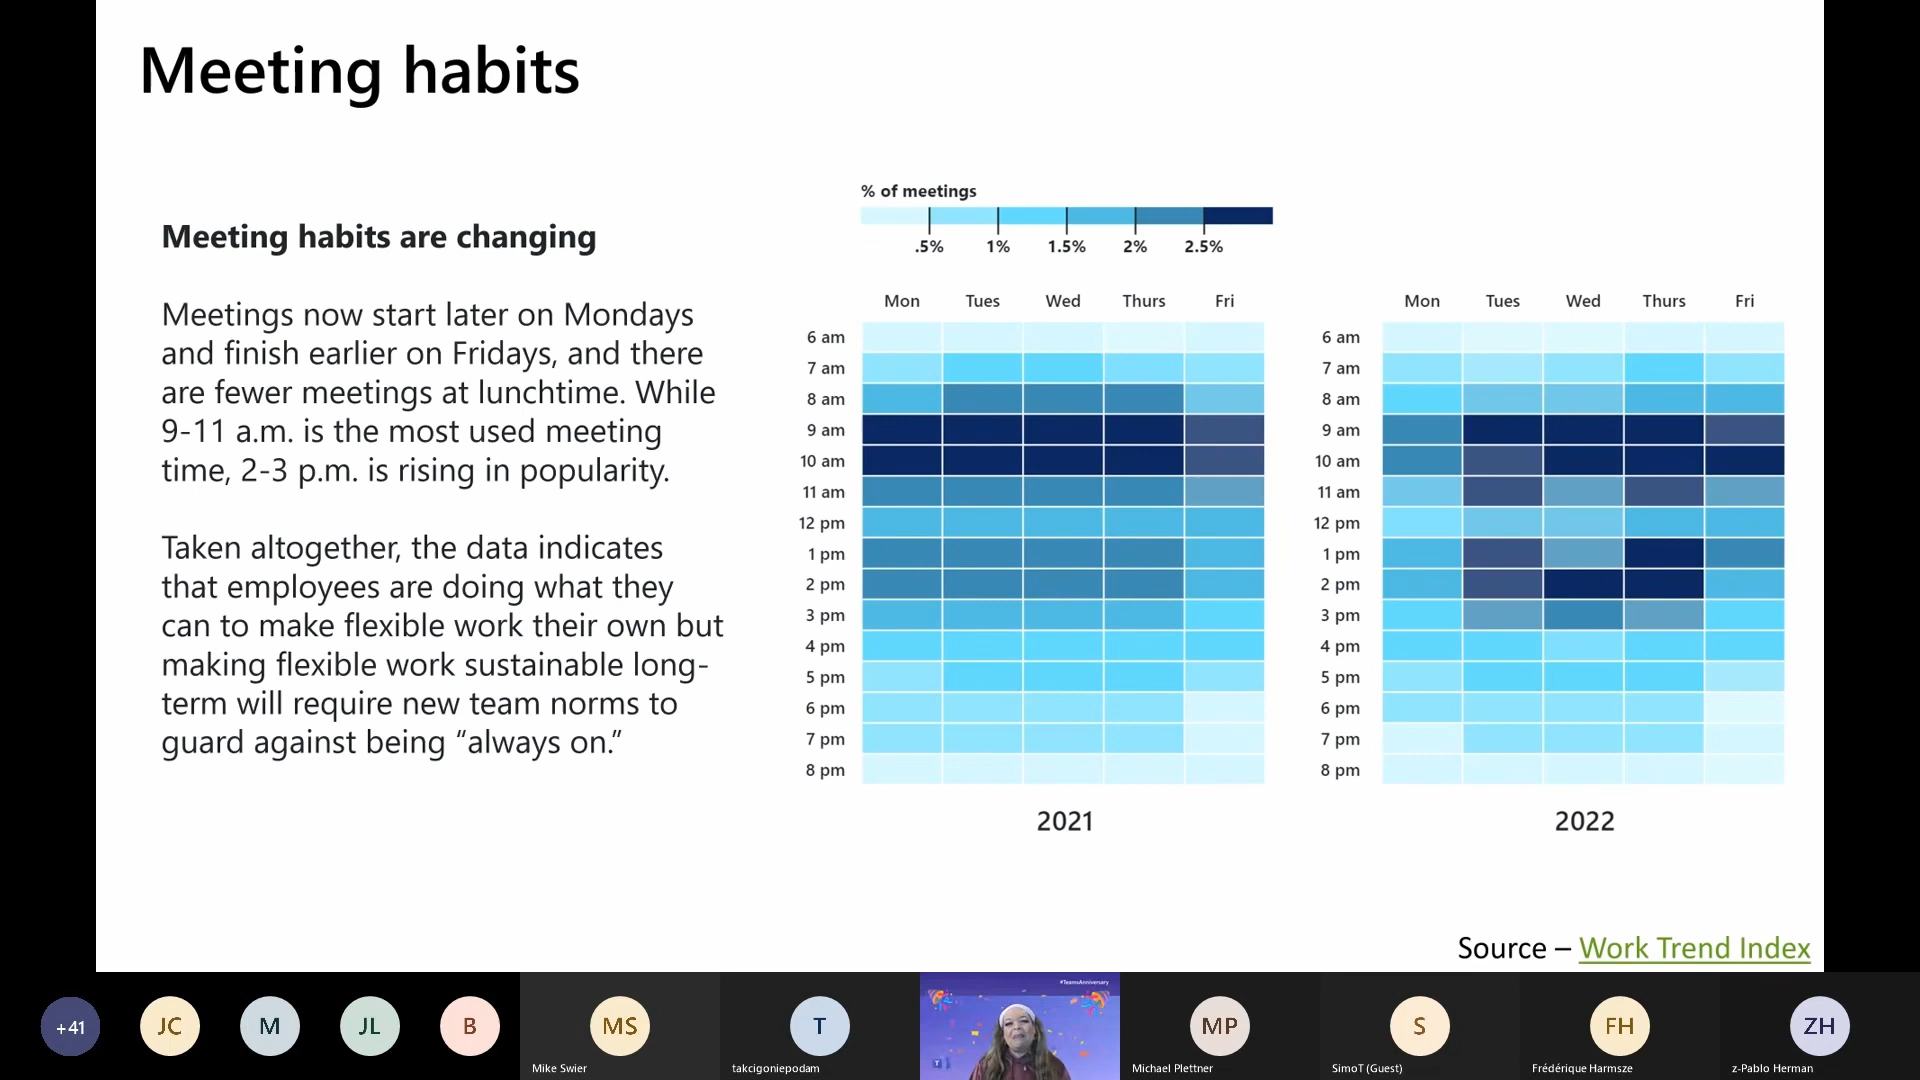 Meeting habits
Meeting habits are changing
Meetings now start later on Mondays
and finish earlier on Fridays, and there
are fewer meetings at lunchtime. While
9-11 a.m. is the most used meeting
time, 2-3 p.m. is rising in popularity.
Taken altogether, the data indicates
that employees are doing what they
can to make flexible work their own but
making flexible work sustainable long-
term will require new team norms to
guard against being “always on.”
% of meetings
.5% 1% 1.5% 2% 2.5%
Mon Tues Wed Thurs Fri
6 am
7 am
8 am
9 am
10 am
11 am
12 pm
1 pm
2 pm
3 pm
4 pm
5 pm
6 pm
7 pm
8 pm
2021
Mon Tues Wed Thurs Fri
6 am
7 am
8 am
9 am
10 am
11 am
12 pm
1 pm
2 pm
3 pm
4 pm
5 pm
6 pm
7 pm
8 pm
2022
Source – Work Trend Index
+41 JC M JL B MS T #TeamsAnniversary MP S FH ZH
Mike Swier takcigoniepodam Michael Plettner SimoT (Guest) Frédérique Harmsze z-Pablo Herman